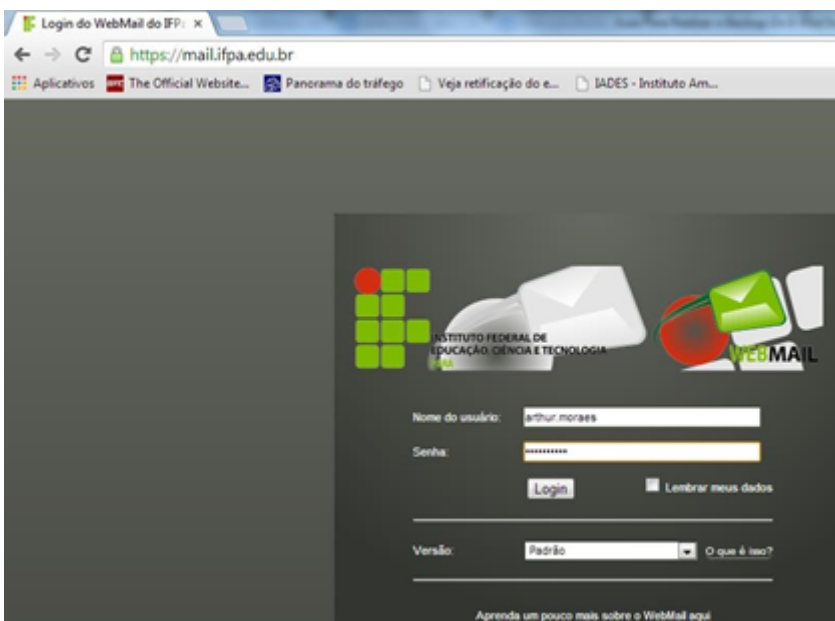 Login do WebMail do IFP
https://mail.ifpa.edu.br
Aplicativos The Official Website... Panorama do tráfego Veja retificação do e... IADES - Instituto Am...
INSTITUTO FEDERAL DE
EDUCAÇÃO, CIÊNCIA E TECNOLOGIA
PARÁ
WEBMAIL
Nome do usuário: arthur.moraes
Senha: ••••••••••
Login Lembrar meus dados
Versão: Padrão O que é isso?
Aprenda um pouco mais sobre o WebMail aqui